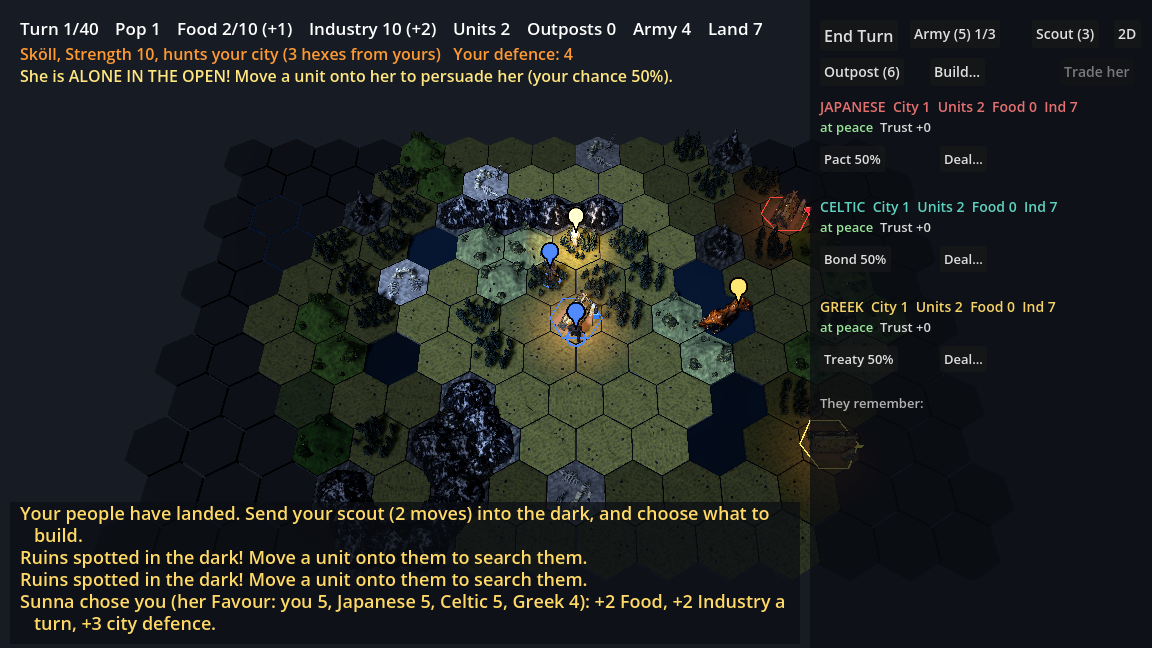 Turn 1/40 Pop 1 Food 2/10 (+1) Industry 10 (+2) Units 2 Outposts 0 Army 4 Land 7
Sköll, Strength 10, hunts your city (3 hexes from yours) Your defence: 4
She is ALONE IN THE OPEN! Move a unit onto her to persuade her (your chance 50%).
End Turn Army (5) 1/3 Scout (3) 2D
Outpost (6) Build... Trade her
JAPANESE City 1 Units 2 Food 0 Ind 7
at peace Trust +0
Pact 50% Deal...
CELTIC City 1 Units 2 Food 0 Ind 7
at peace Trust +0
Bond 50% Deal...
GREEK City 1 Units 2 Food 0 Ind 7
at peace Trust +0
Treaty 50% Deal...
They remember:
Your people have landed. Send your scout (2 moves) into the dark, and choose what to
build.
Ruins spotted in the dark! Move a unit onto them to search them.
Ruins spotted in the dark! Move a unit onto them to search them.
Sunna chose you (her Favour: you 5, Japanese 5, Celtic 5, Greek 4): +2 Food, +2 Industry a
turn, +3 city defence.